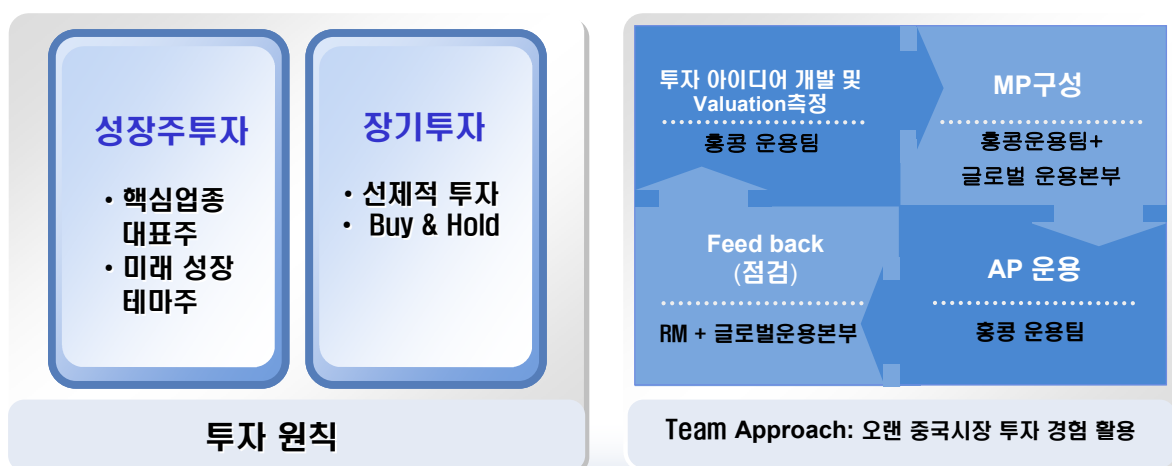 성장주투자
• 핵심업종
대표주
• 미래 성장
테마주
장기투자
• 선제적 투자
• Buy & Hold
투자 원칙
투자 아이디어 개발 및
Valuation측정
홍콩 운용팀
MP구성
홍콩운용팀+
글로벌 운용본부
Feed back
(점검)
RM + 글로벌운용본부
AP 운용
홍콩 운용팀
Team Approach: 오랜 중국시장 투자 경험 활용